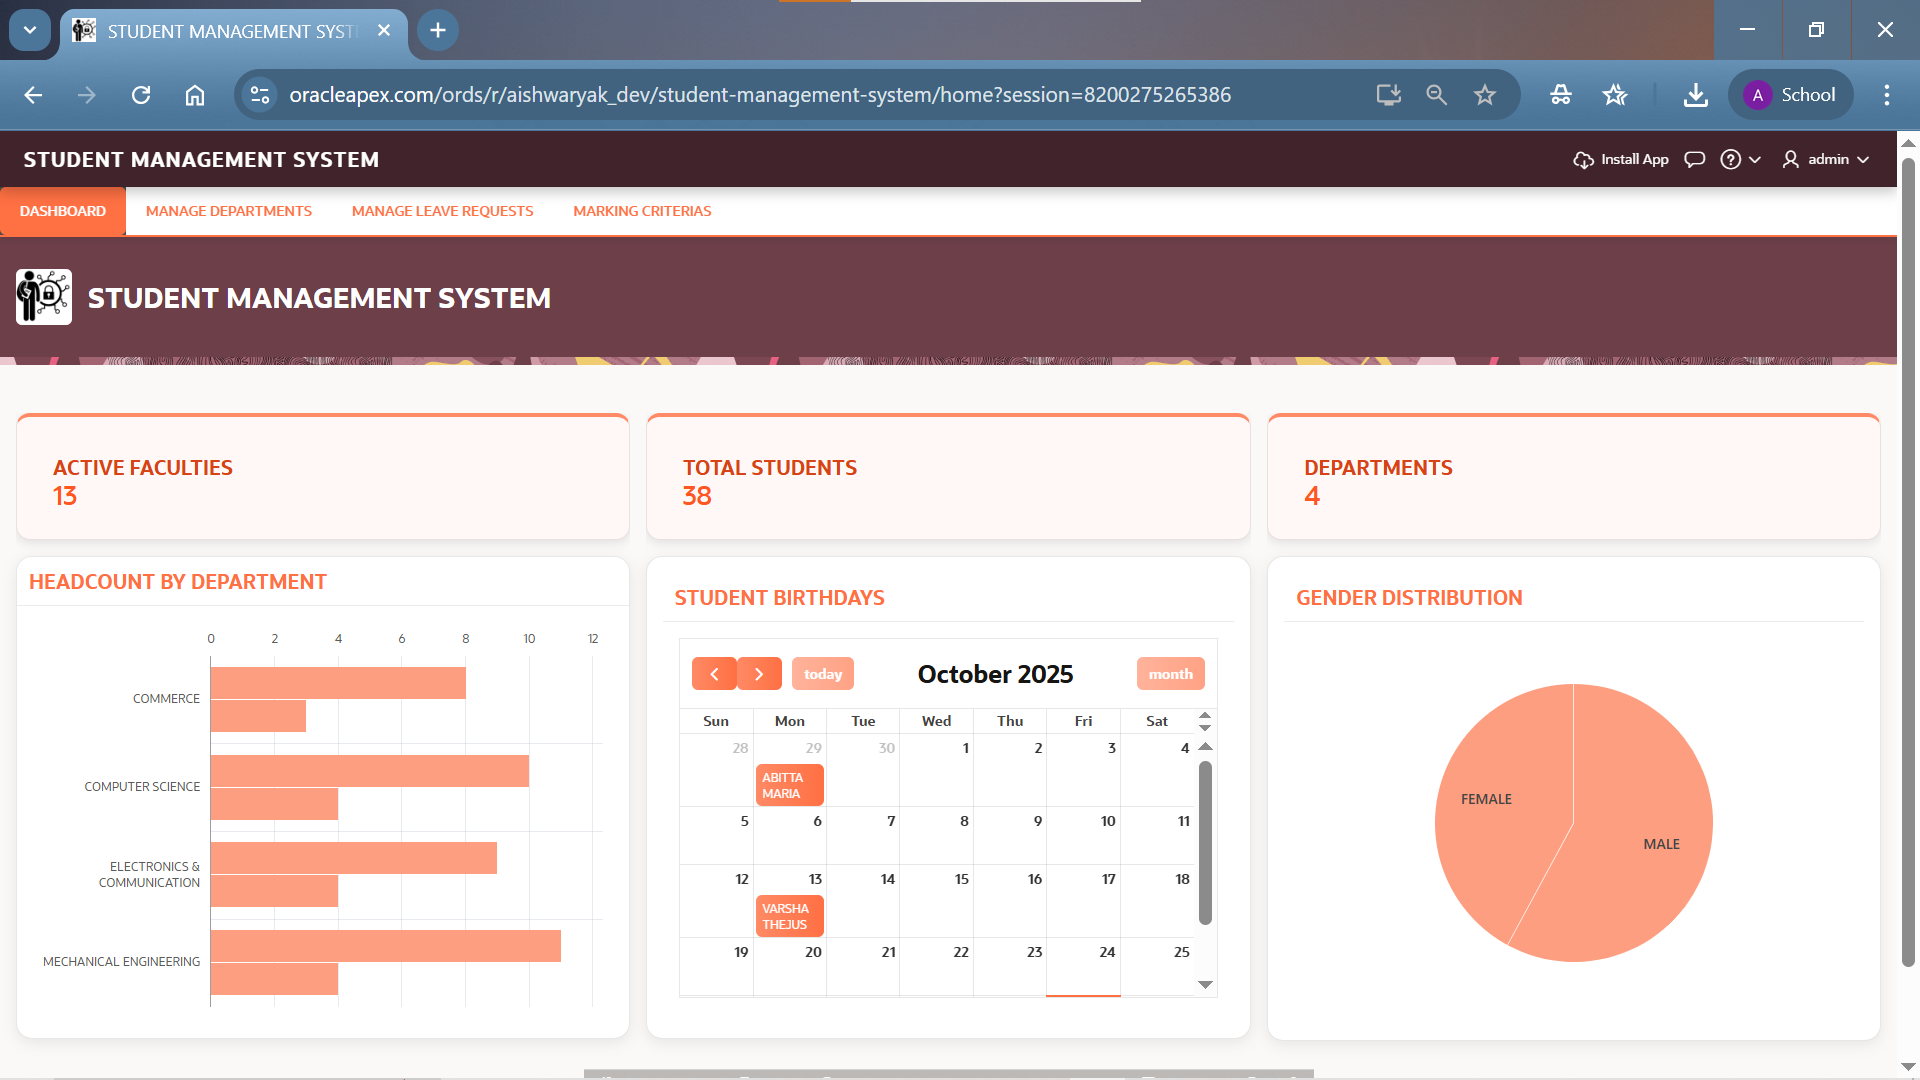 STUDENT MANAGEMENT SYST
oracleapex.com/ords/r/aishwaryak_dev/student-management-system/home?session=8200275265386
A School
STUDENT MANAGEMENT SYSTEM
Install App
admin
DASHBOARD
MANAGE DEPARTMENTS
MANAGE LEAVE REQUESTS
MARKING CRITERIAS
STUDENT MANAGEMENT SYSTEM
ACTIVE FACULTIES
13
TOTAL STUDENTS
38
DEPARTMENTS
4
HEADCOUNT BY DEPARTMENT
0 2 4 6 8 10 12
COMMERCE
COMPUTER SCIENCE
ELECTRONICS &
COMMUNICATION
MECHANICAL ENGINEERING
STUDENT BIRTHDAYS
today
October 2025
month
Sun Mon Tue Wed Thu Fri Sat
28 29 30 1 2 3 4
ABITTA
MARIA
5 6 7 8 9 10 11
12 13 14 15 16 17 18
VARSHA
THEJUS
19 20 21 22 23 24 25
GENDER DISTRIBUTION
FEMALE
MALE